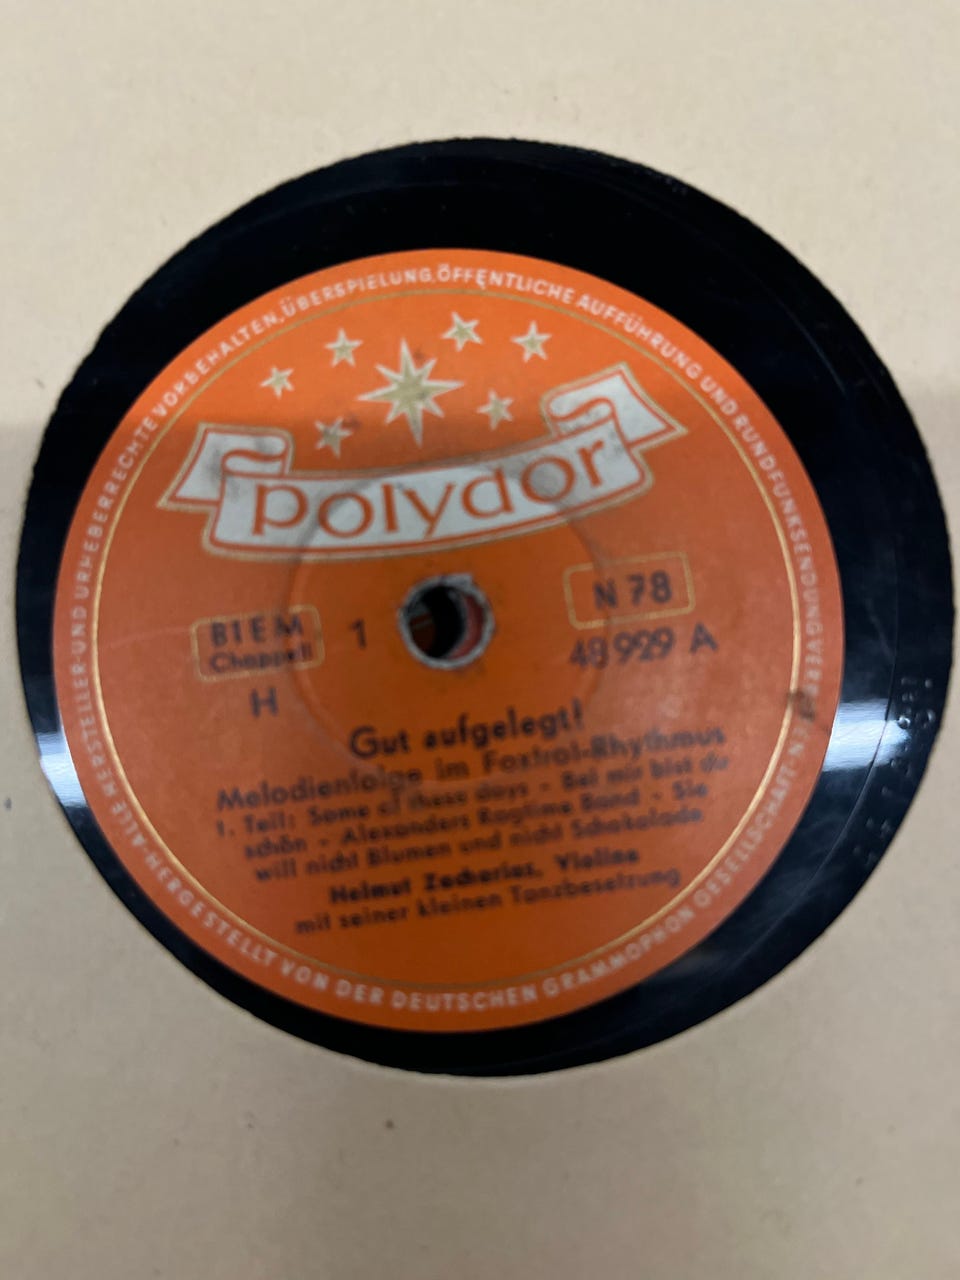 ALLE HERSTELLER-UND URHEBERRECHTE VORBEHALTEN, ÜBERSPIELUNG, ÖFFENTLICHE AUFFÜHRUNG UND RUNDFUNKSENDUNG VERBOTEN·
polydor
BIEM
Chappell
1
N 78
48929 A
H
Gut aufgelegt!
Melodienfolge im Foxtrot-Rhythmus
1. Teil: Some of these days - Bei mir bist du
schön - Alexanders Ragtime Band - Sie
will nicht Blumen und nicht Schokolade
Helmut Zacharias, Violine
mit seiner kleinen Tanzbesetzung
HERGESTELLT VON DER DEUTSCHEN GRAMMOPHON GESELLSCHAFT·